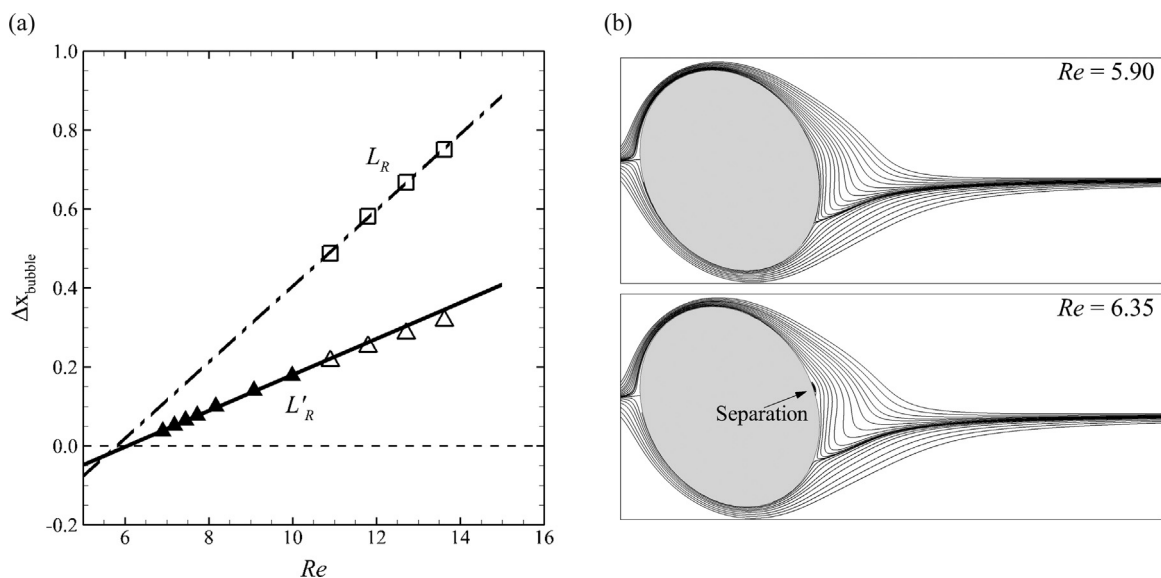 (a)
1.0
0.8
0.6
0.4
0.2
0.0
-0.2
Δx_bubble
L_R
L'_R
6 8 10 12 14 16
Re
(b)
Re = 5.90
Re = 6.35
Separation